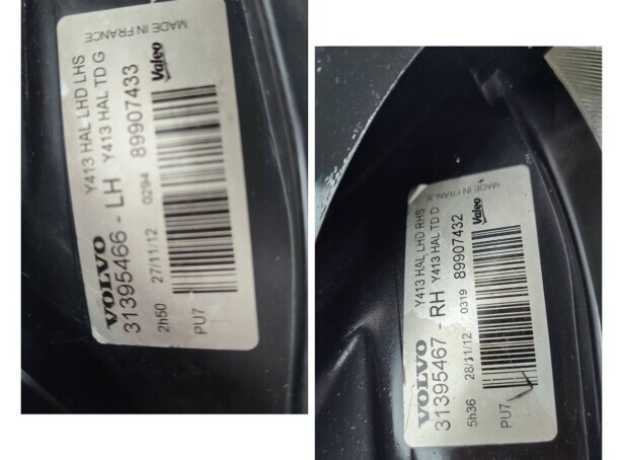 VOLVO Y413 HAL LHD LHS MADE IN FRANCE
31395466 - LH Y413 HAL TD G
2h50 27/11/12 0294 89907433 Valeo
PU7
VOLVO Y413 HAL LHD RHS MADE IN FRANCE
31395467 - RH Y413 HAL TD D
5h36 28/11/12 0319 89907432 Valeo
PU7